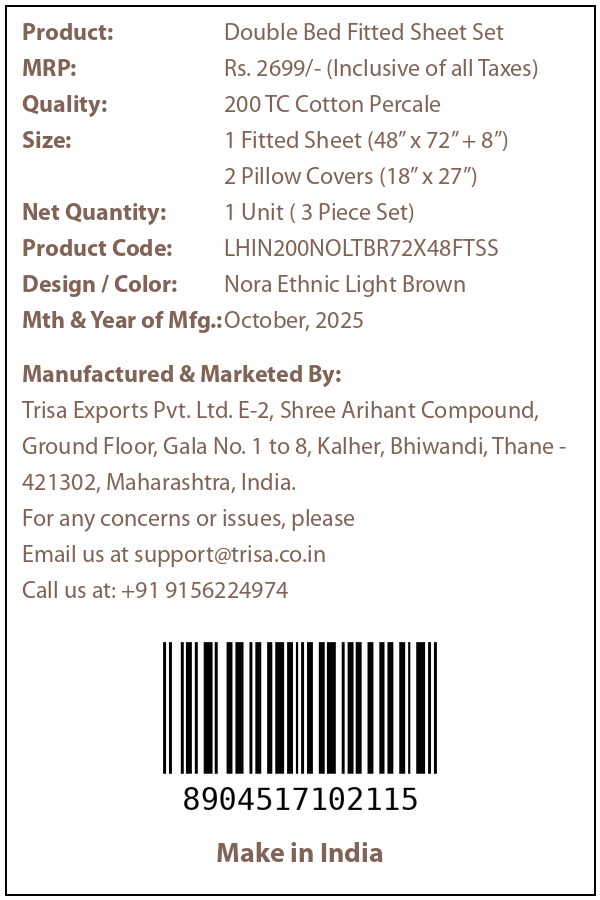 Product: Double Bed Fitted Sheet Set
MRP: Rs. 2699/- (Inclusive of all Taxes)
Quality: 200 TC Cotton Percale
Size: 1 Fitted Sheet (48” x 72” + 8”)
2 Pillow Covers (18” x 27”)
Net Quantity: 1 Unit ( 3 Piece Set)
Product Code: LHIN200NOLTBR72X48FTSS
Design / Color: Nora Ethnic Light Brown
Mth & Year of Mfg.: October, 2025
Manufactured & Marketed By:
Trisa Exports Pvt. Ltd. E-2, Shree Arihant Compound,
Ground Floor, Gala No. 1 to 8, Kalher, Bhiwandi, Thane -
421302, Maharashtra, India.
For any concerns or issues, please
Email us at support@trisa.co.in
Call us at: +91 9156224974
8904517102115
Make in India